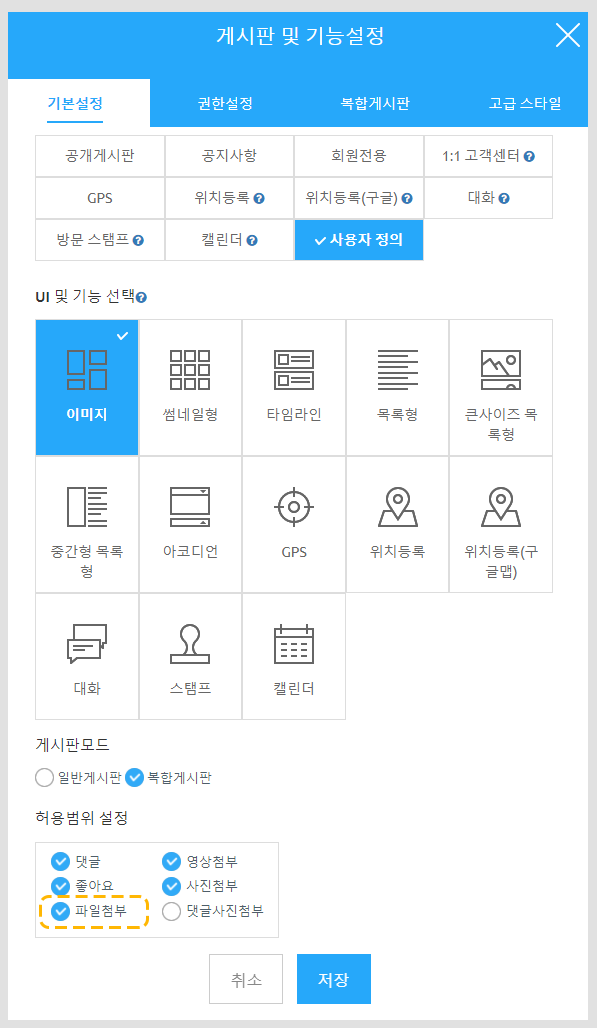 게시판 및 기능설정
기본설정 권한설정 복합게시판 고급 스타일
공개게시판 공지사항 회원전용 1:1 고객센터 ?
GPS 위치등록 ? 위치등록(구글) ? 대화 ?
방문 스탬프 ? 캘린더 ? 사용자 정의
UI 및 기능 선택 ?
이미지 썸네일형 타임라인 목록형 큰사이즈 목
록형
중간형 목록 아코디언 GPS 위치등록 위치등록(구
형 글맵)
대화 스탬프 캘린더
게시판모드
일반게시판 복합게시판
허용범위 설정
댓글 영상첨부
좋아요 사진첨부
파일첨부 댓글사진첨부
취소 저장